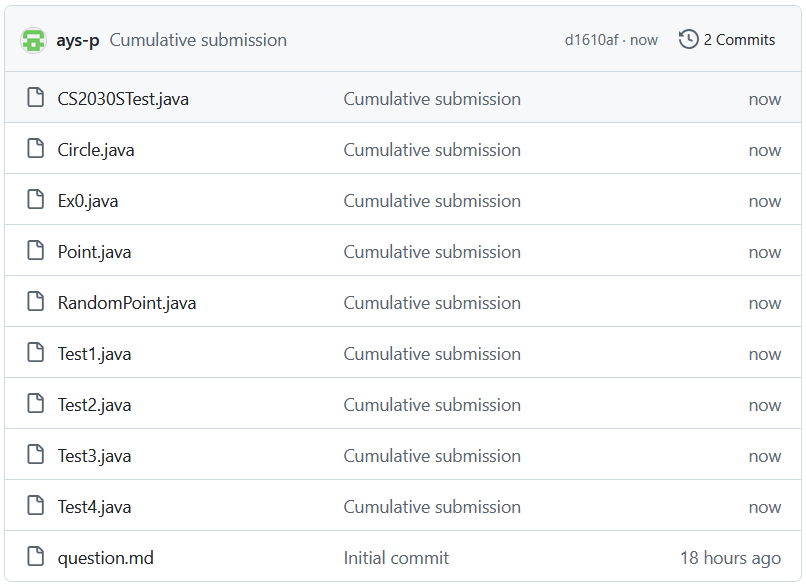 ays-p Cumulative submission d1610af · now 2 Commits
CS2030STest.java Cumulative submission now
Circle.java Cumulative submission now
Ex0.java Cumulative submission now
Point.java Cumulative submission now
RandomPoint.java Cumulative submission now
Test1.java Cumulative submission now
Test2.java Cumulative submission now
Test3.java Cumulative submission now
Test4.java Cumulative submission now
question.md Initial commit 18 hours ago